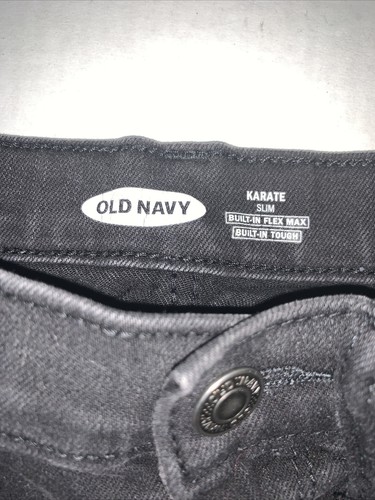 OLD NAVY
KARATE
SLIM
BUILT-IN FLEX MAX
BUILT-IN TOUGH